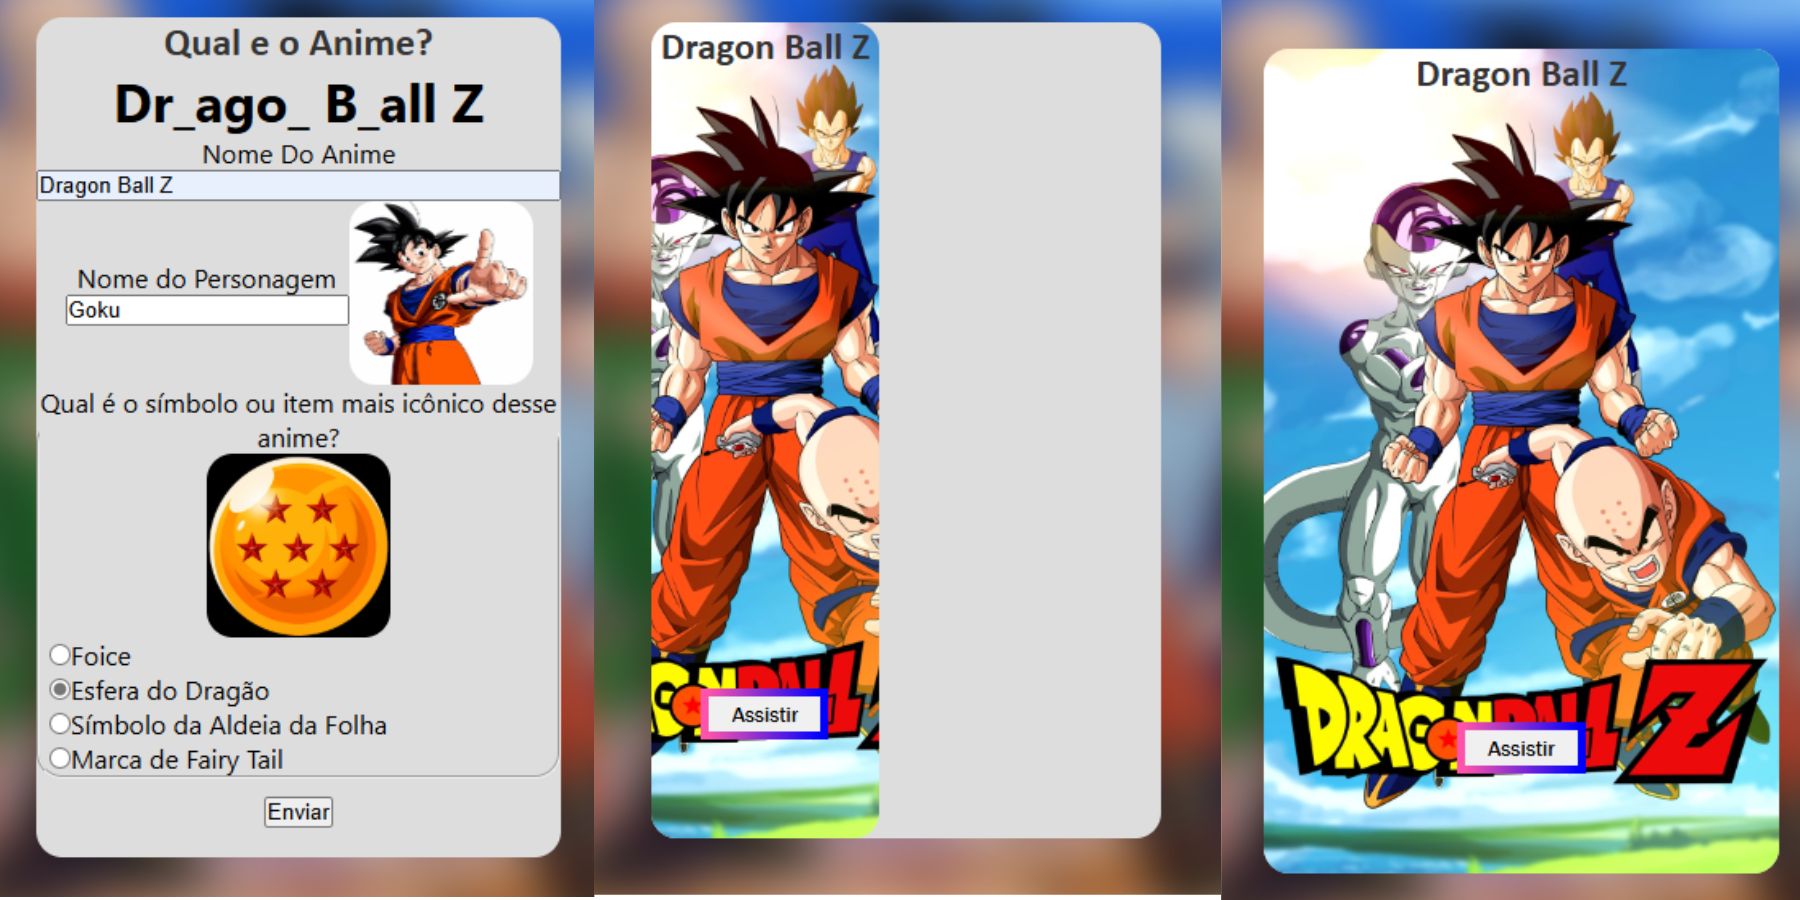 Qual e o Anime?
Dr_ago_ B_all Z
Nome Do Anime
Dragon Ball Z
Nome do Personagem
Goku
Qual é o símbolo ou item mais icônico desse
anime?
Foice
Esfera do Dragão
Símbolo da Aldeia da Folha
Marca de Fairy Tail
Enviar
Dragon Ball Z
Assistir
Dragon Ball Z
DRAGON BALL Z
Assistir